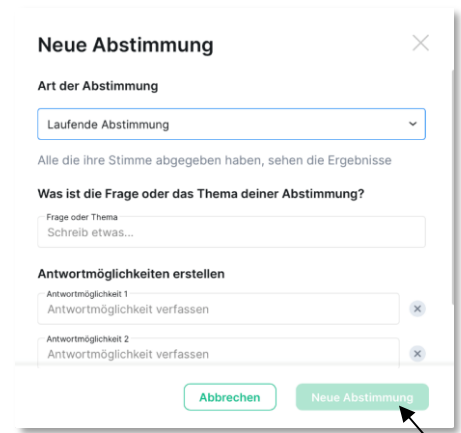 Neue Abstimmung
Art der Abstimmung
Laufende Abstimmung
Alle die ihre Stimme abgegeben haben, sehen die Ergebnisse
Was ist die Frage oder das Thema deiner Abstimmung?
Frage oder Thema
Schreib etwas...
Antwortmöglichkeiten erstellen
Antwortmöglichkeit 1
Antwortmöglichkeit verfassen
Antwortmöglichkeit 2
Antwortmöglichkeit verfassen
Abbrechen Neue Abstimmung